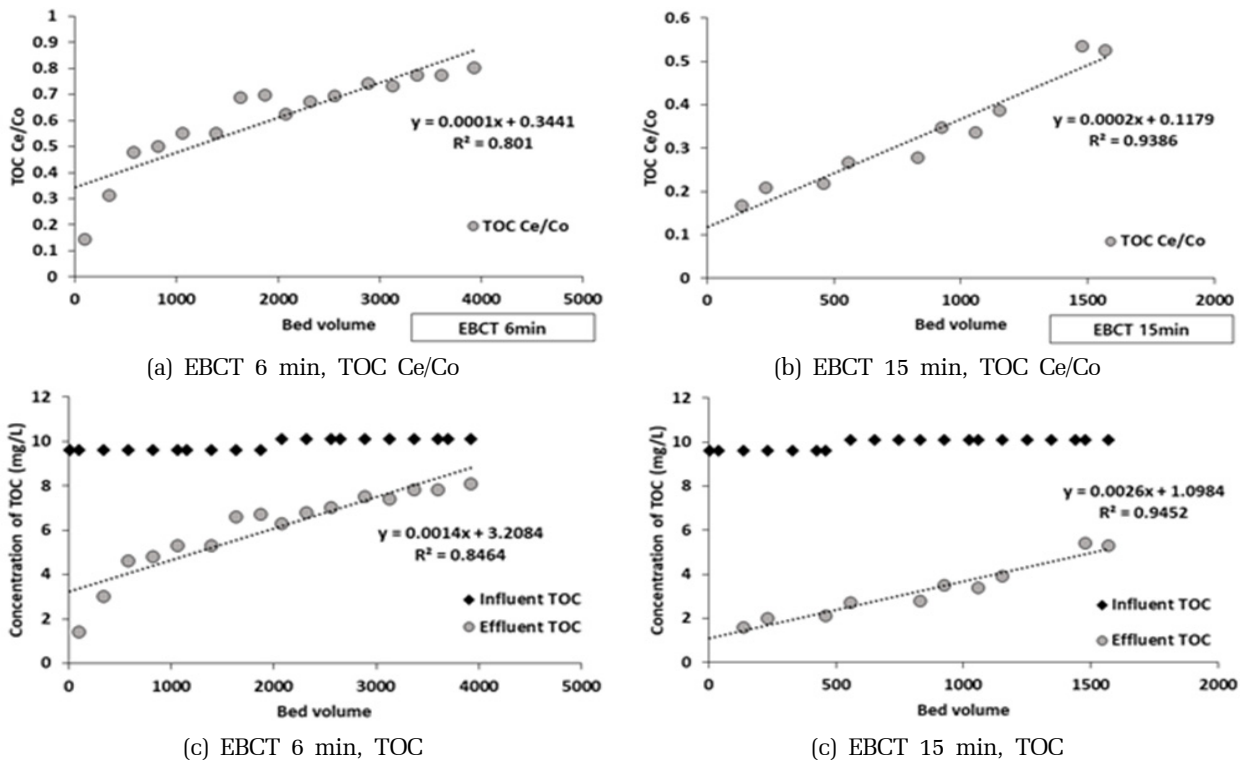 1
0.9
0.8
0.7
0.6
0.5
0.4
0.3
0.2
0.1
0
TOC Ce/Co
y = 0.0001x + 0.3441
R² = 0.801
TOC Ce/Co
0 1000 2000 3000 4000 5000
Bed volume
EBCT 6min
(a) EBCT 6 min, TOC Ce/Co
0.6
0.5
0.4
0.3
0.2
0.1
0
TOC Ce/Co
y = 0.0002x + 0.1179
R² = 0.9386
TOC Ce/Co
0 500 1000 1500 2000
Bed volume
EBCT 15min
(b) EBCT 15 min, TOC Ce/Co
12
10
8
6
4
2
0
Concentration of TOC (mg/L)
y = 0.0014x + 3.2084
R² = 0.8464
Influent TOC
Effluent TOC
0 1000 2000 3000 4000 5000
Bed volume
(c) EBCT 6 min, TOC
12
10
8
6
4
2
0
Concentration of TOC (mg/L)
y = 0.0026x + 1.0984
R² = 0.9452
Influent TOC
Effluent TOC
0 500 1000 1500 2000
Bed volume
(c) EBCT 15 min, TOC